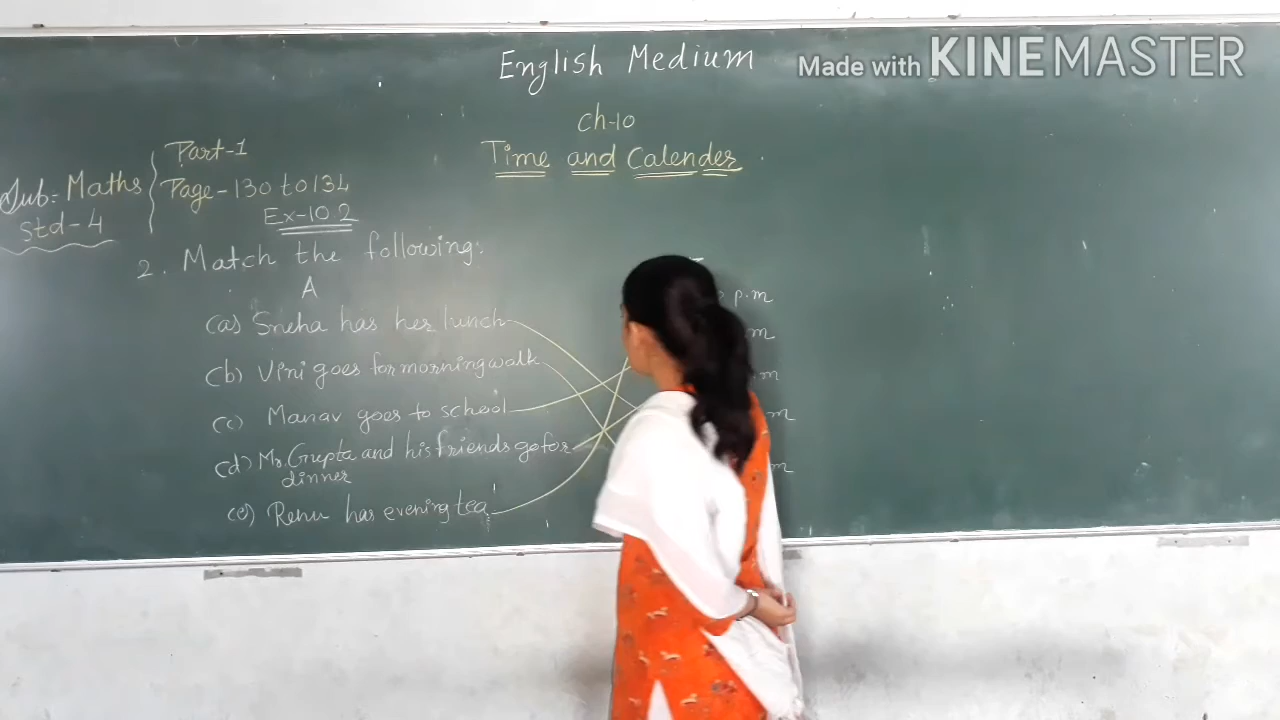 English Medium
Made with KINEMASTER
Ch-10
Time and Calender
Part-1
Sub: Maths
Page-130 to 134
Std-4
Ex-10.2
2. Match the following:
A
p.m
(a) Sneha has her lunch
m
(b) Vini goes for morning walk
m
(c) Manav goes to school
m
(d) Mr. Gupta and his friends go for
dinner
m
(e) Renu has evening tea